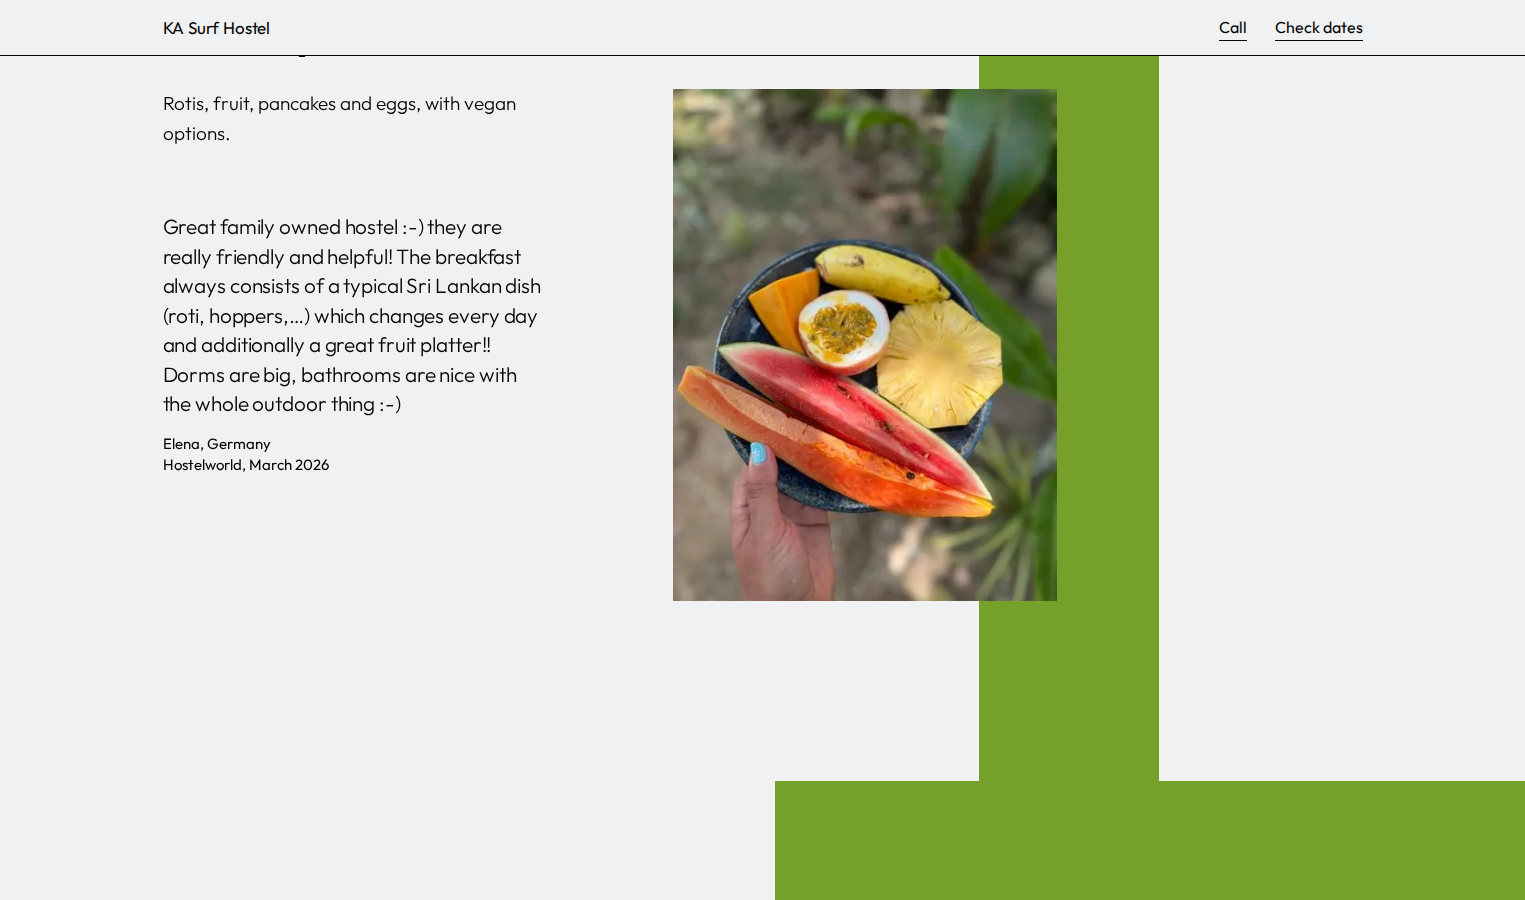 KA Surf Hostel
Call
Check dates
Rotis, fruit, pancakes and eggs, with vegan
options.
Great family owned hostel :-) they are
really friendly and helpful! The breakfast
always consists of a typical Sri Lankan dish
(roti, hoppers,...) which changes every day
and additionally a great fruit platter!!
Dorms are big, bathrooms are nice with
the whole outdoor thing :-)
Elena, Germany
Hostelworld, March 2026